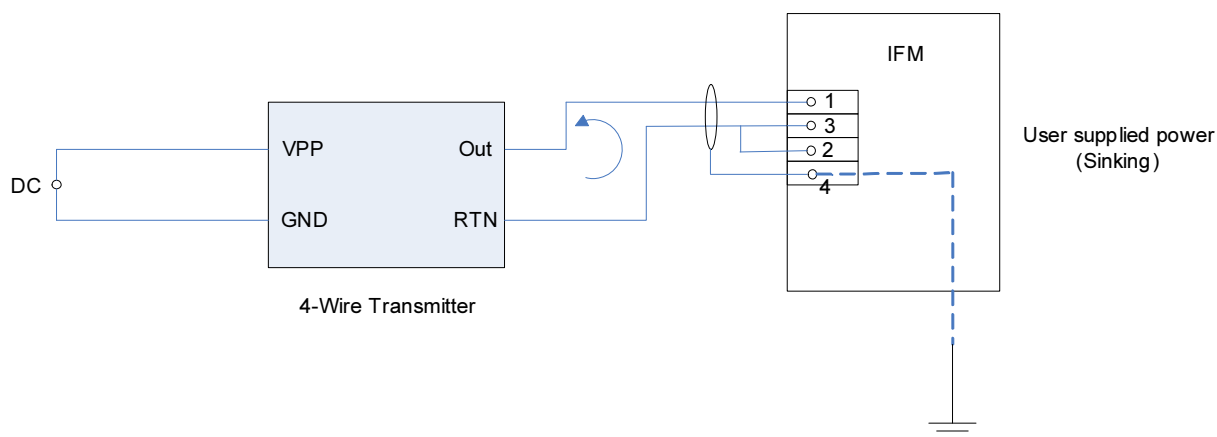 IFM
1
3
2
4
User supplied power
(Sinking)
VPP
Out
DC
GND
RTN
4-Wire Transmitter